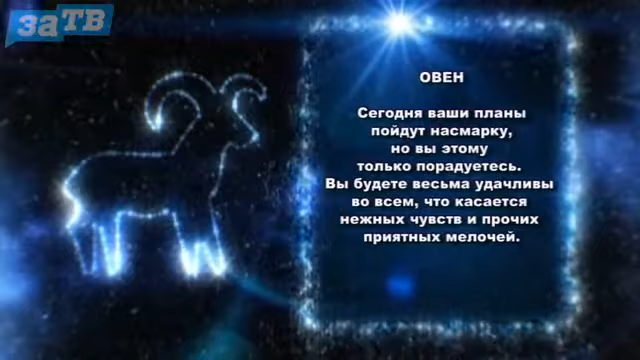 заТВ
ОВЕН
Сегодня ваши планы
пойдут насмарку,
но вы этому
только порадуетесь.
Вы будете весьма удачливы
во всем, что касается
нежных чувств и прочих
приятных мелочей.